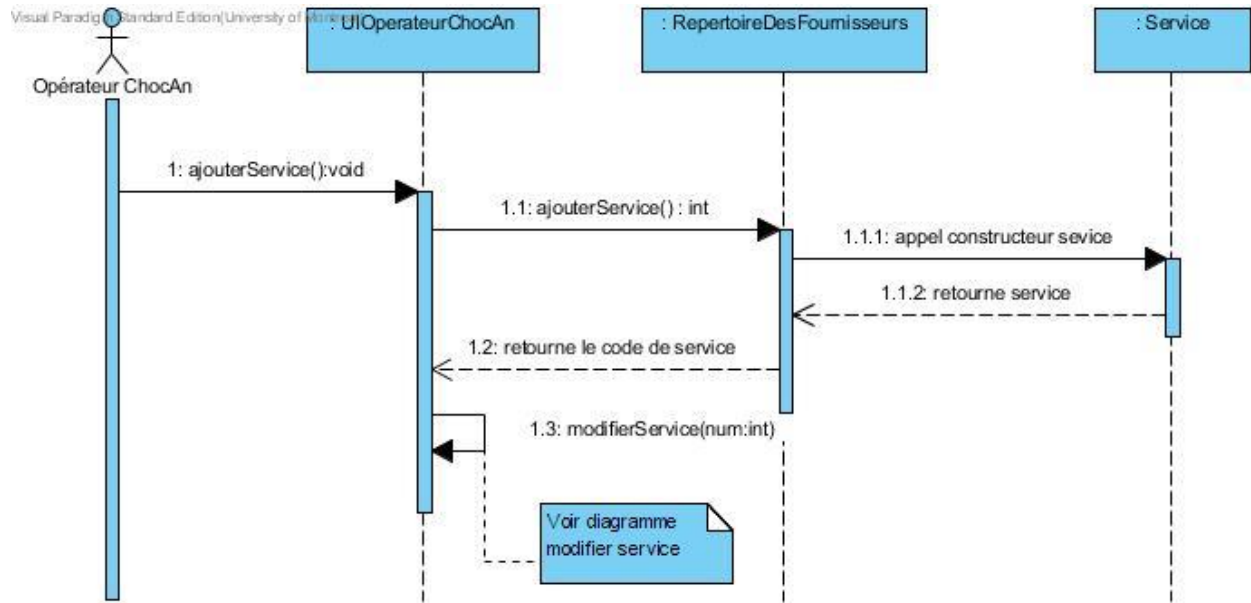 Visual Paradigm Standard Edition(University of Montreal)
: UIOperateurChocAn
: RepertoireDesFournisseurs
: Service
Opérateur ChocAn
1: ajouterService():void
1.1: ajouterService() : int
1.1.1: appel constructeur sevice
1.1.2: retourne service
1.2: retourne le code de service
1.3: modifierService(num:int)
Voir diagramme
modifier service